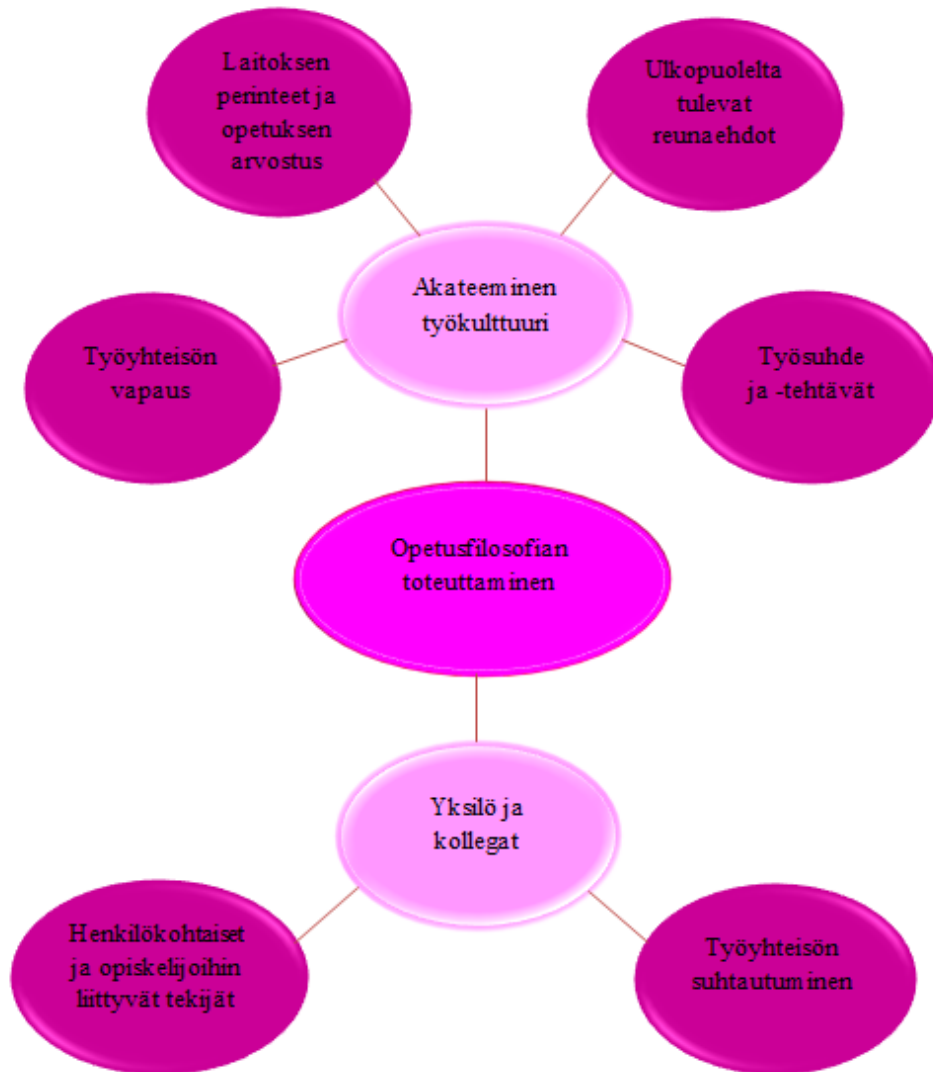 Laitoksen
perinteet ja
opetuksen
arvostus
Ulkopuolelta
tulevat
reunaehdot
Akateeminen
työkulttuuri
Työyhteisön
vapaus
Työsuhde
ja -tehtävät
Opetusfilosofian
toteuttaminen
Yksilö ja
kollegat
Henkilökohtaiset
ja opiskelijoihin
liittyvät tekijät
Työyhteisön
suhtautuminen